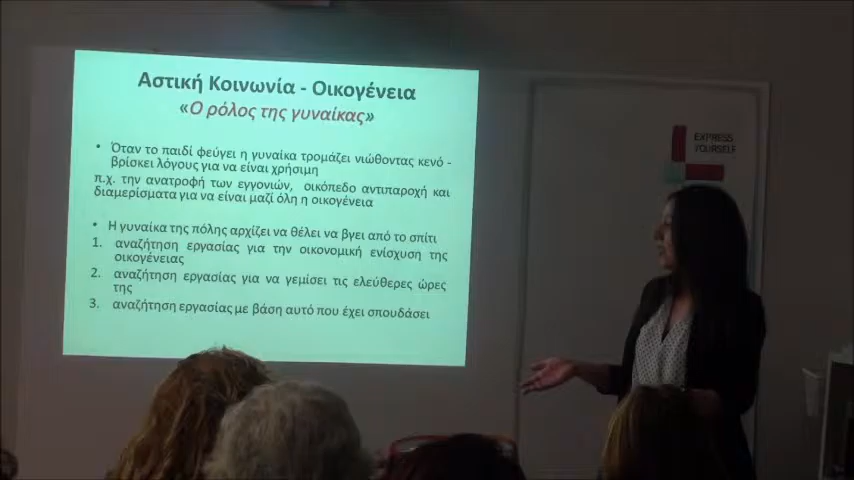 Αστική Κοινωνία - Οικογένεια
«Ο ρόλος της γυναίκας»
• Όταν το παιδί φεύγει η γυναίκα τρομάζει νιώθοντας κενό -
βρίσκει λόγους για να είναι χρήσιμη
π.χ. την ανατροφή των εγγονιών, οικόπεδο αντιπαροχή και
διαμερίσματα για να είναι μαζί όλη η οικογένεια
• Η γυναίκα της πόλης αρχίζει να θέλει να βγει από το σπίτι
1. αναζήτηση εργασίας για την οικονομική ενίσχυση της
οικογένειας
2. αναζήτηση εργασίας για να γεμίσει τις ελεύθερες ώρες
της
3. αναζήτηση εργασίας με βάση αυτό που έχει σπουδάσει
EXPRESS
YOURSELF